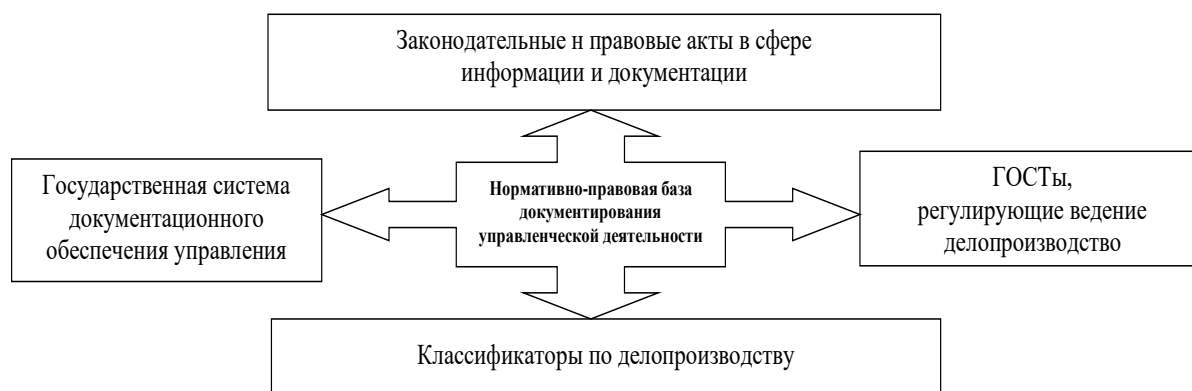 Законодательные н правовые акты в сфере
информации и документации
Государственная система
документационного
обеспечения управления
Нормативно-правовая база
документирования
управленческой деятельности
ГОСТы,
регулирующие ведение
делопроизводство
Классификаторы по делопроизводству